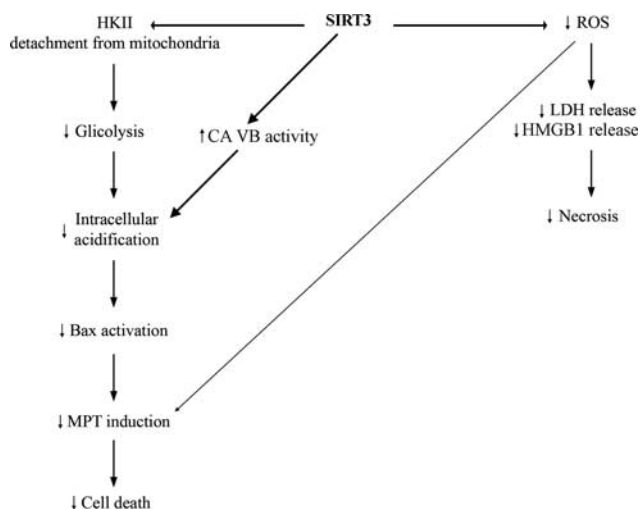 HKII
detachment from mitochondria
SIRT3
↓ ROS
↓ Glicolysis
↑CA VB activity
↓ LDH release
↓HMGB1 release
↓ Intracellular
acidification
↓ Necrosis
↓ Bax activation
↓ MPT induction
↓ Cell death